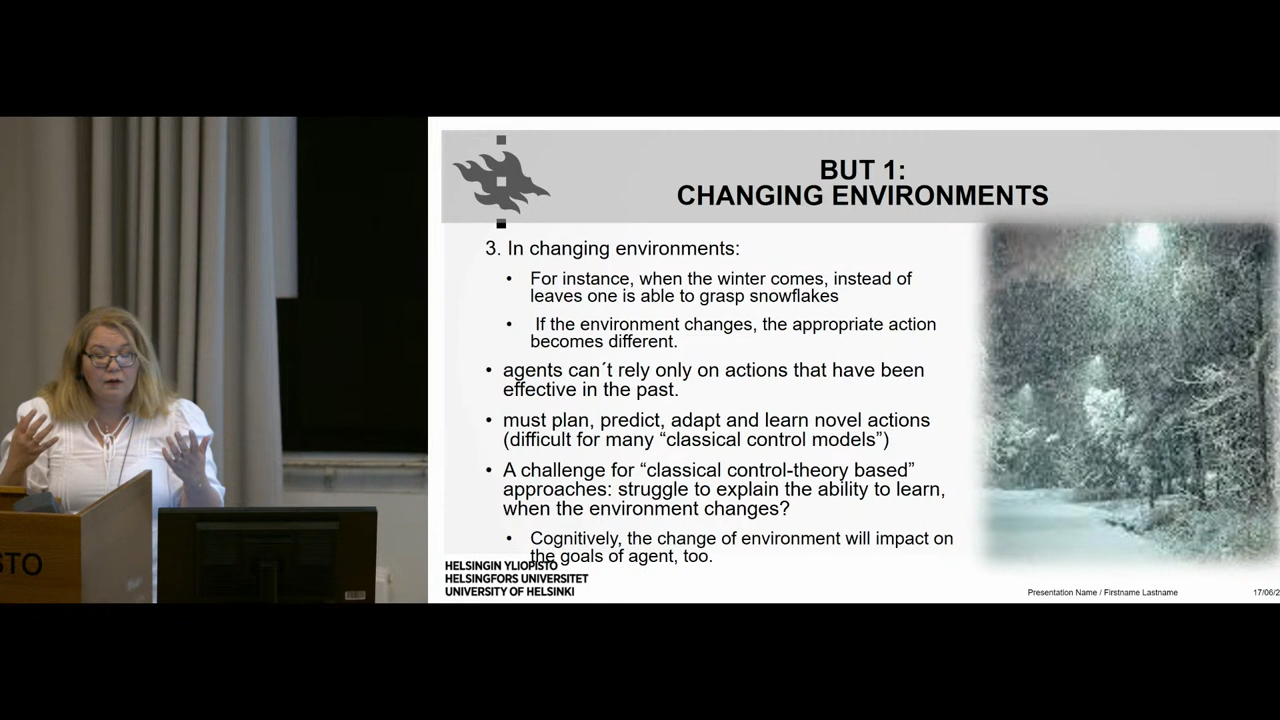 BUT 1:
CHANGING ENVIRONMENTS
3. In changing environments:
• For instance, when the winter comes, instead of
leaves one is able to grasp snowflakes
• If the environment changes, the appropriate action
becomes different.
• agents can´t rely only on actions that have been
effective in the past.
• must plan, predict, adapt and learn novel actions
(difficult for many “classical control models”)
• A challenge for “classical control-theory based”
approaches: struggle to explain the ability to learn,
when the environment changes?
• Cognitively, the change of environment will impact on
the goals of agent, too.
HELSINGIN YLIOPISTO
HELSINGFORS UNIVERSITET
UNIVERSITY OF HELSINKI
Presentation Name / Firstname Lastname
17/06/2
STO